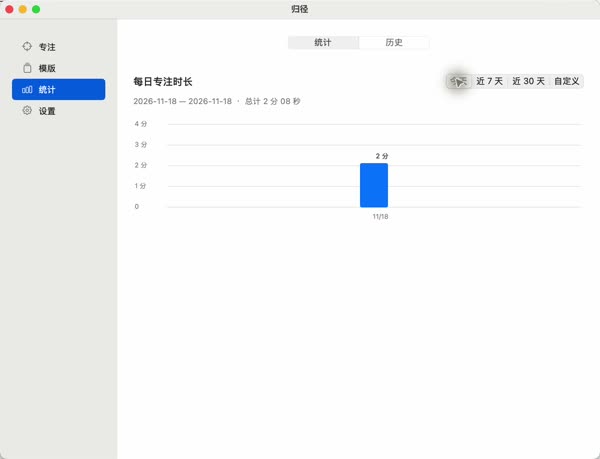 归径
专注
模版
统计
设置
统计 历史
每日专注时长
近 7 天 近 30 天 自定义
2026-11-18 — 2026-11-18 · 总计 2 分 08 秒
4 分
3 分
2 分
1 分
0
2 分
11/18